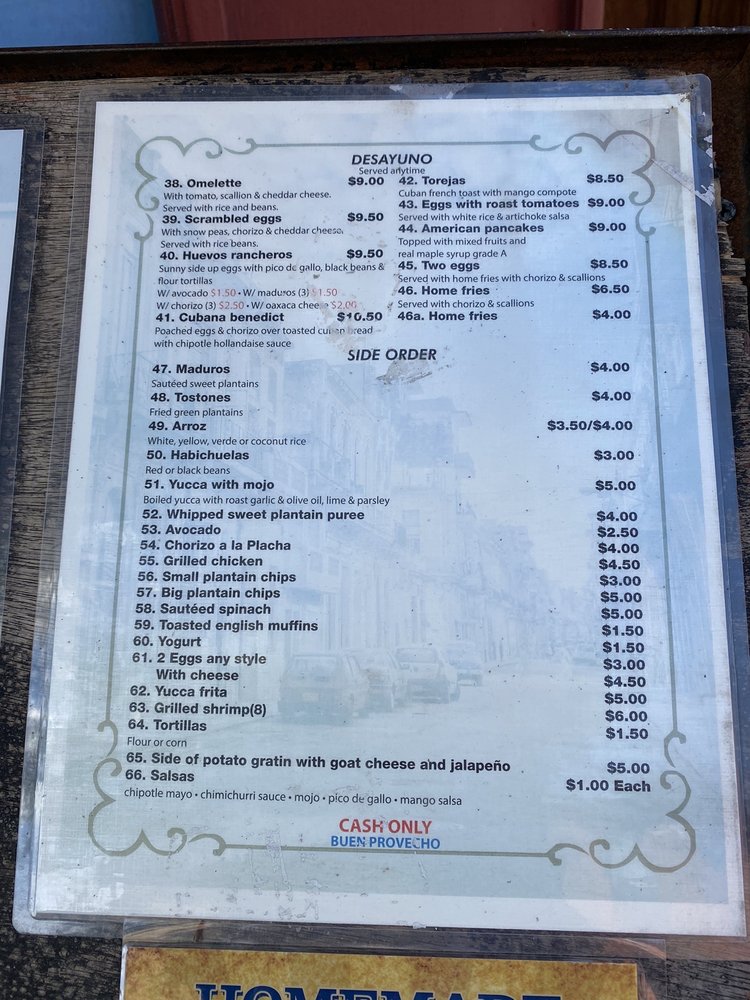 DESAYUNO
Served anytime
38. Omelette $9.00
With tomato, scallion & cheddar cheese.
Served with rice and beans.
39. Scrambled eggs $9.50
With snow peas, chorizo & cheddar cheese.
Served with rice beans.
40. Huevos rancheros $9.50
Sunny side up eggs with pico de gallo, black beans &
flour tortillas
W/ avocado $1.50 • W/ maduros (3) $1.50
W/ chorizo (3) $2.50 • W/ oaxaca cheese $2.00
41. Cubana benedict $10.50
Poached eggs & chorizo over toasted cuban bread
with chipotle hollandaise sauce
42. Torejas $8.50
Cuban french toast with mango compote
43. Eggs with roast tomatoes $9.00
Served with white rice & artichoke salsa
44. American pancakes $9.00
Topped with mixed fruits and
real maple syrup grade A
45. Two eggs $8.50
Served with home fries with chorizo & scallions
46. Home fries $6.50
Served with chorizo & scallions
46a. Home fries $4.00
SIDE ORDER
47. Maduros $4.00
Sautéed sweet plantains
48. Tostones $4.00
Fried green plantains
49. Arroz $3.50/$4.00
White, yellow, verde or coconut rice
50. Habichuelas $3.00
Red or black beans
51. Yucca with mojo $5.00
Boiled yucca with roast garlic & olive oil, lime & parsley
52. Whipped sweet plantain puree $4.00
53. Avocado $2.50
54. Chorizo a la Placha $4.00
55. Grilled chicken $4.50
56. Small plantain chips $3.00
57. Big plantain chips $5.00
58. Sautéed spinach $5.00
59. Toasted english muffins $1.50
60. Yogurt $1.50
61. 2 Eggs any style $3.00
With cheese $4.50
62. Yucca frita $5.00
63. Grilled shrimp(8) $6.00
64. Tortillas $1.50
Flour or corn
65. Side of potato gratin with goat cheese and jalapeño $5.00
66. Salsas $1.00 Each
chipotle mayo • chimichurri sauce • mojo • pico de gallo • mango salsa
CASH ONLY
BUEN PROVECHO
HOMEMADE